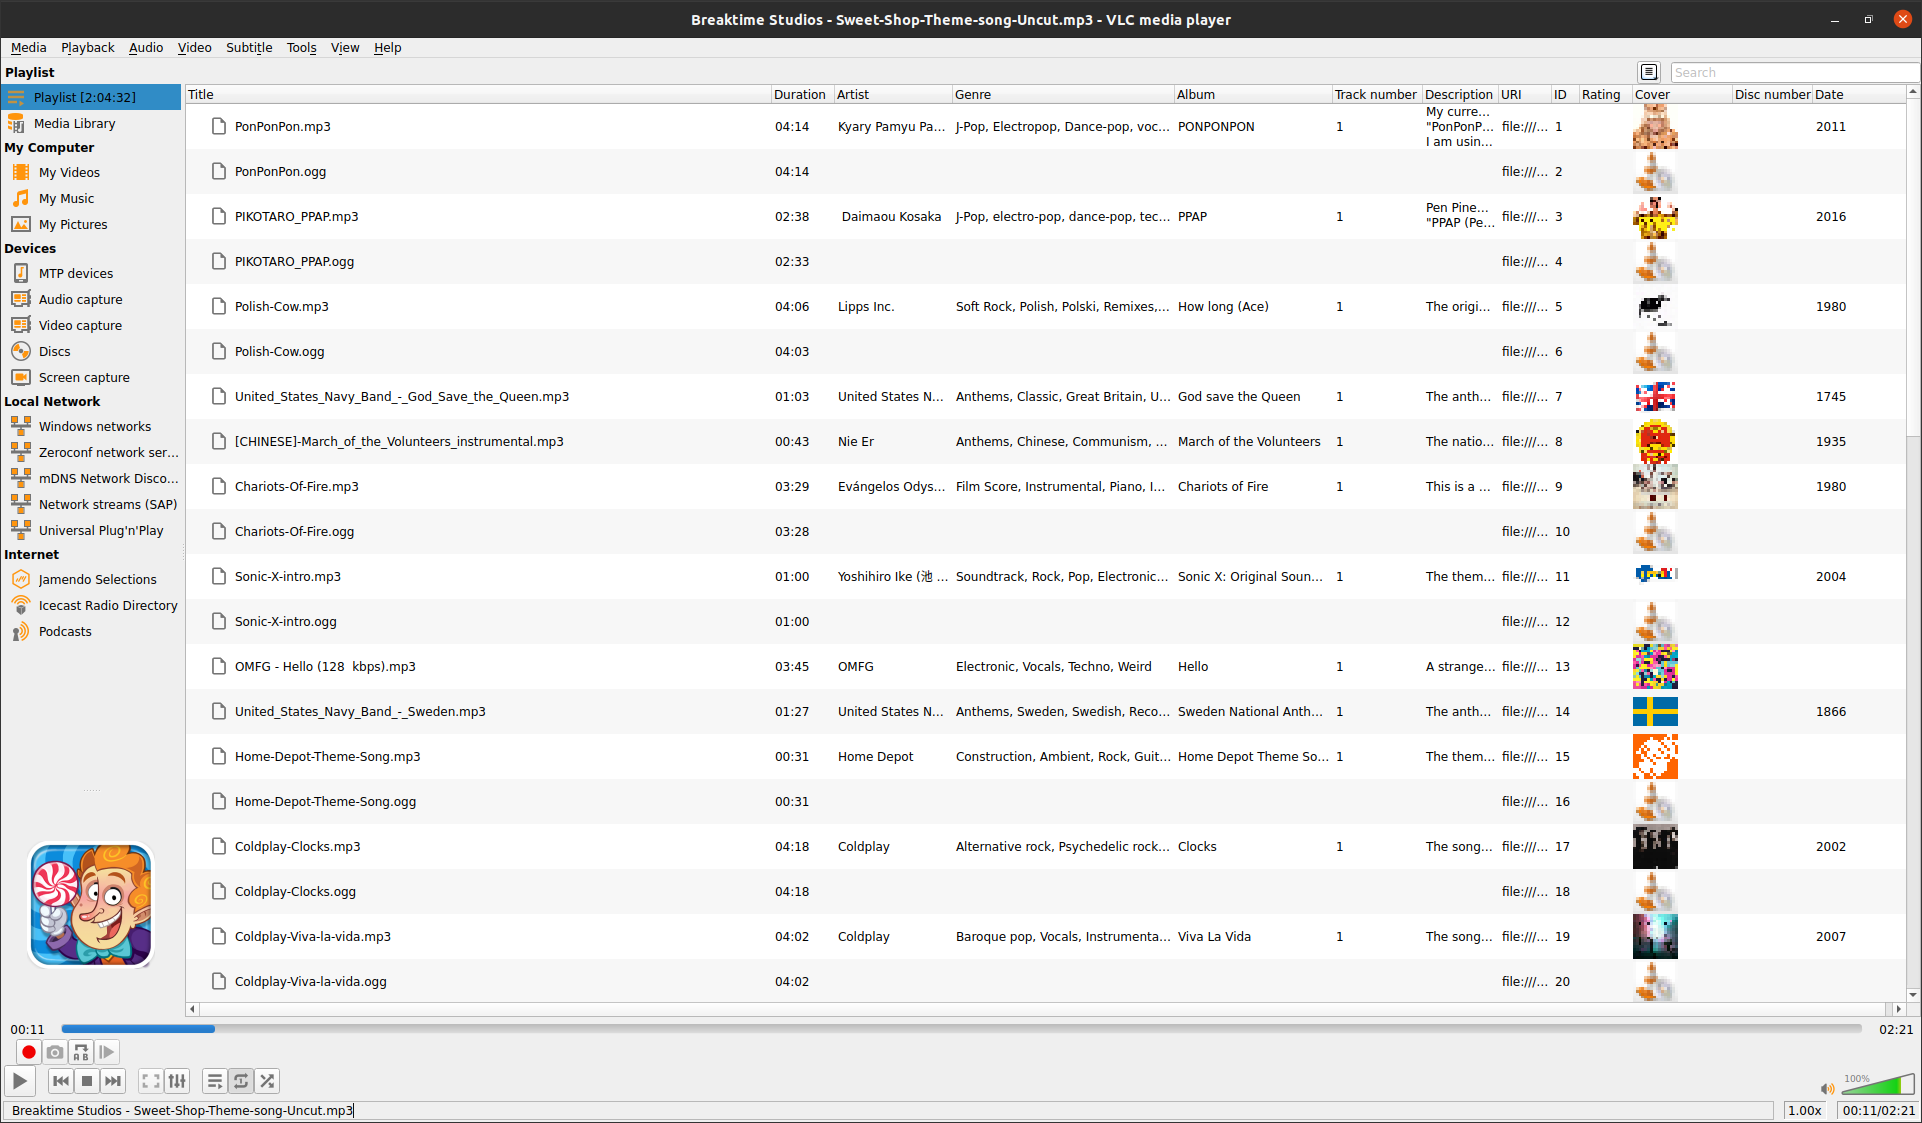 Breaktime Studios - Sweet-Shop-Theme-song-Uncut.mp3 - VLC media player
Media Playback Audio Video Subtitle Tools View Help
Playlist
Search
Playlist [2:04:32]
Media Library
My Computer
My Videos
My Music
My Pictures
Devices
MTP devices
Audio capture
Video capture
Discs
Screen capture
Local Network
Windows networks
Zeroconf network ser...
mDNS Network Disco...
Network streams (SAP)
Universal Plug'n'Play
Internet
Jamendo Selections
Icecast Radio Directory
Podcasts
Title Duration Artist Genre Album Track number Description URI ID Rating Cover Disc number Date
PonPonPon.mp3 04:14 Kyary Pamyu Pa... J-Pop, Electropop, Dance-pop, voc... PONPONPON 1 My curre... "PonPonP... I am usin... file:///... 1 2011
PonPonPon.ogg 04:14 file:///... 2
PIKOTARO_PPAP.mp3 02:38 Daimaou Kosaka J-Pop, electro-pop, dance-pop, tec... PPAP 1 Pen Pine... "PPAP (Pe... file:///... 3 2016
PIKOTARO_PPAP.ogg 02:33 file:///... 4
Polish-Cow.mp3 04:06 Lipps Inc. Soft Rock, Polish, Polski, Remixes,... How long (Ace) 1 The origi... file:///... 5 1980
Polish-Cow.ogg 04:03 file:///... 6
United_States_Navy_Band_-_God_Save_the_Queen.mp3 01:03 United States N... Anthems, Classic, Great Britain, U... God save the Queen 1 The anth... file:///... 7 1745
[CHINESE]-March_of_the_Volunteers_instrumental.mp3 00:43 Nie Er Anthems, Chinese, Communism, ... March of the Volunteers 1 The natio... file:///... 8 1935
Chariots-Of-Fire.mp3 03:29 Evángelos Odys... Film Score, Instrumental, Piano, I... Chariots of Fire 1 This is a ... file:///... 9 1980
Chariots-Of-Fire.ogg 03:28 file:///... 10
Sonic-X-intro.mp3 01:00 Yoshihiro Ike (池 ... Soundtrack, Rock, Pop, Electronic... Sonic X: Original Soun... 1 The them... file:///... 11 2004
Sonic-X-intro.ogg 01:00 file:///... 12
OMFG - Hello (128  kbps).mp3 03:45 OMFG Electronic, Vocals, Techno, Weird Hello 1 A strange... file:///... 13
United_States_Navy_Band_-_Sweden.mp3 01:27 United States N... Anthems, Sweden, Swedish, Reco... Sweden National Anth... 1 The anth... file:///... 14 1866
Home-Depot-Theme-Song.mp3 00:31 Home Depot Construction, Ambient, Rock, Guit... Home Depot Theme So... 1 The them... file:///... 15
Home-Depot-Theme-Song.ogg 00:31 file:///... 16
Coldplay-Clocks.mp3 04:18 Coldplay Alternative rock, Psychedelic rock... Clocks 1 The song... file:///... 17 2002
Coldplay-Clocks.ogg 04:18 file:///... 18
Coldplay-Viva-la-vida.mp3 04:02 Coldplay Baroque pop, Vocals, Instrumenta... Viva La Vida 1 The song... file:///... 19 2007
Coldplay-Viva-la-vida.ogg 04:02 file:///... 20
00:11 02:21
A B
100%
Breaktime Studios - Sweet-Shop-Theme-song-Uncut.mp3 1.00x 00:11/02:21